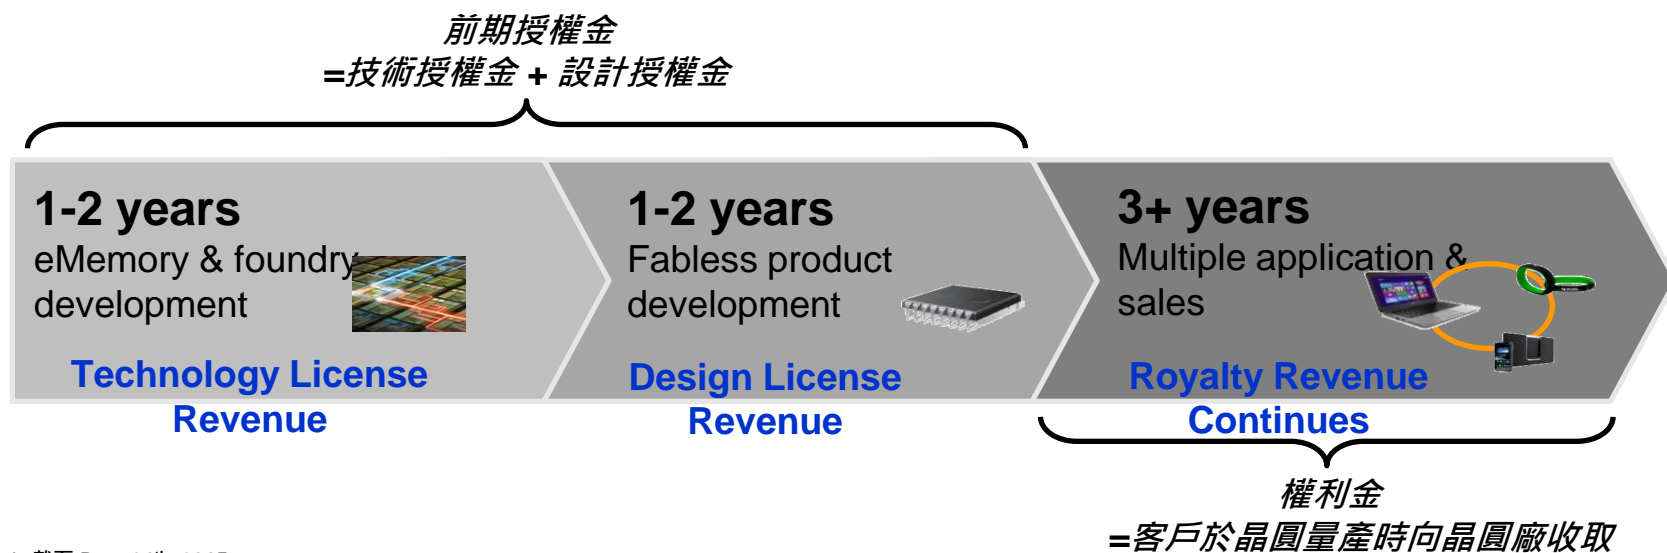 前期授權金
=技術授權金 + 設計授權金
1-2 years
eMemory & foundry
development
Technology License
Revenue
1-2 years
Fabless product
development
Design License
Revenue
3+ years
Multiple application &
sales
Royalty Revenue
Continues
權利金
=客戶於晶圓量產時向晶圓廠收取